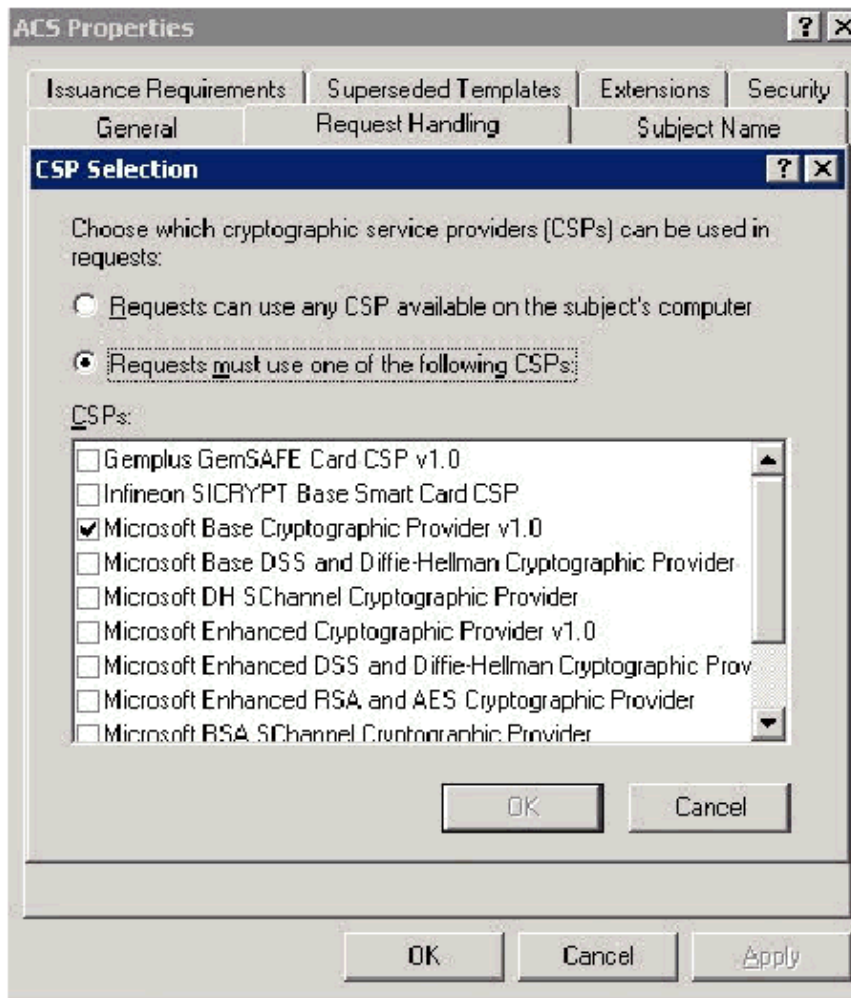 ACS Properties
Issuance Requirements Superseded Templates Extensions Security
General Request Handling Subject Name
CSP Selection
Choose which cryptographic service providers (CSPs) can be used in
requests:
Requests can use any CSP available on the subject's computer
Requests must use one of the following CSPs:
CSPs:
Gemplus GemSAFE Card CSP v1.0
Infineon SICRYPT Base Smart Card CSP
Microsoft Base Cryptographic Provider v1.0
Microsoft Base DSS and Diffie-Hellman Cryptographic Provider
Microsoft DH SChannel Cryptographic Provider
Microsoft Enhanced Cryptographic Provider v1.0
Microsoft Enhanced DSS and Diffie-Hellman Cryptographic Prov
Microsoft Enhanced RSA and AES Cryptographic Provider
Microsoft RSA SChannel Cryptographic Provider
OK Cancel
OK Cancel Apply